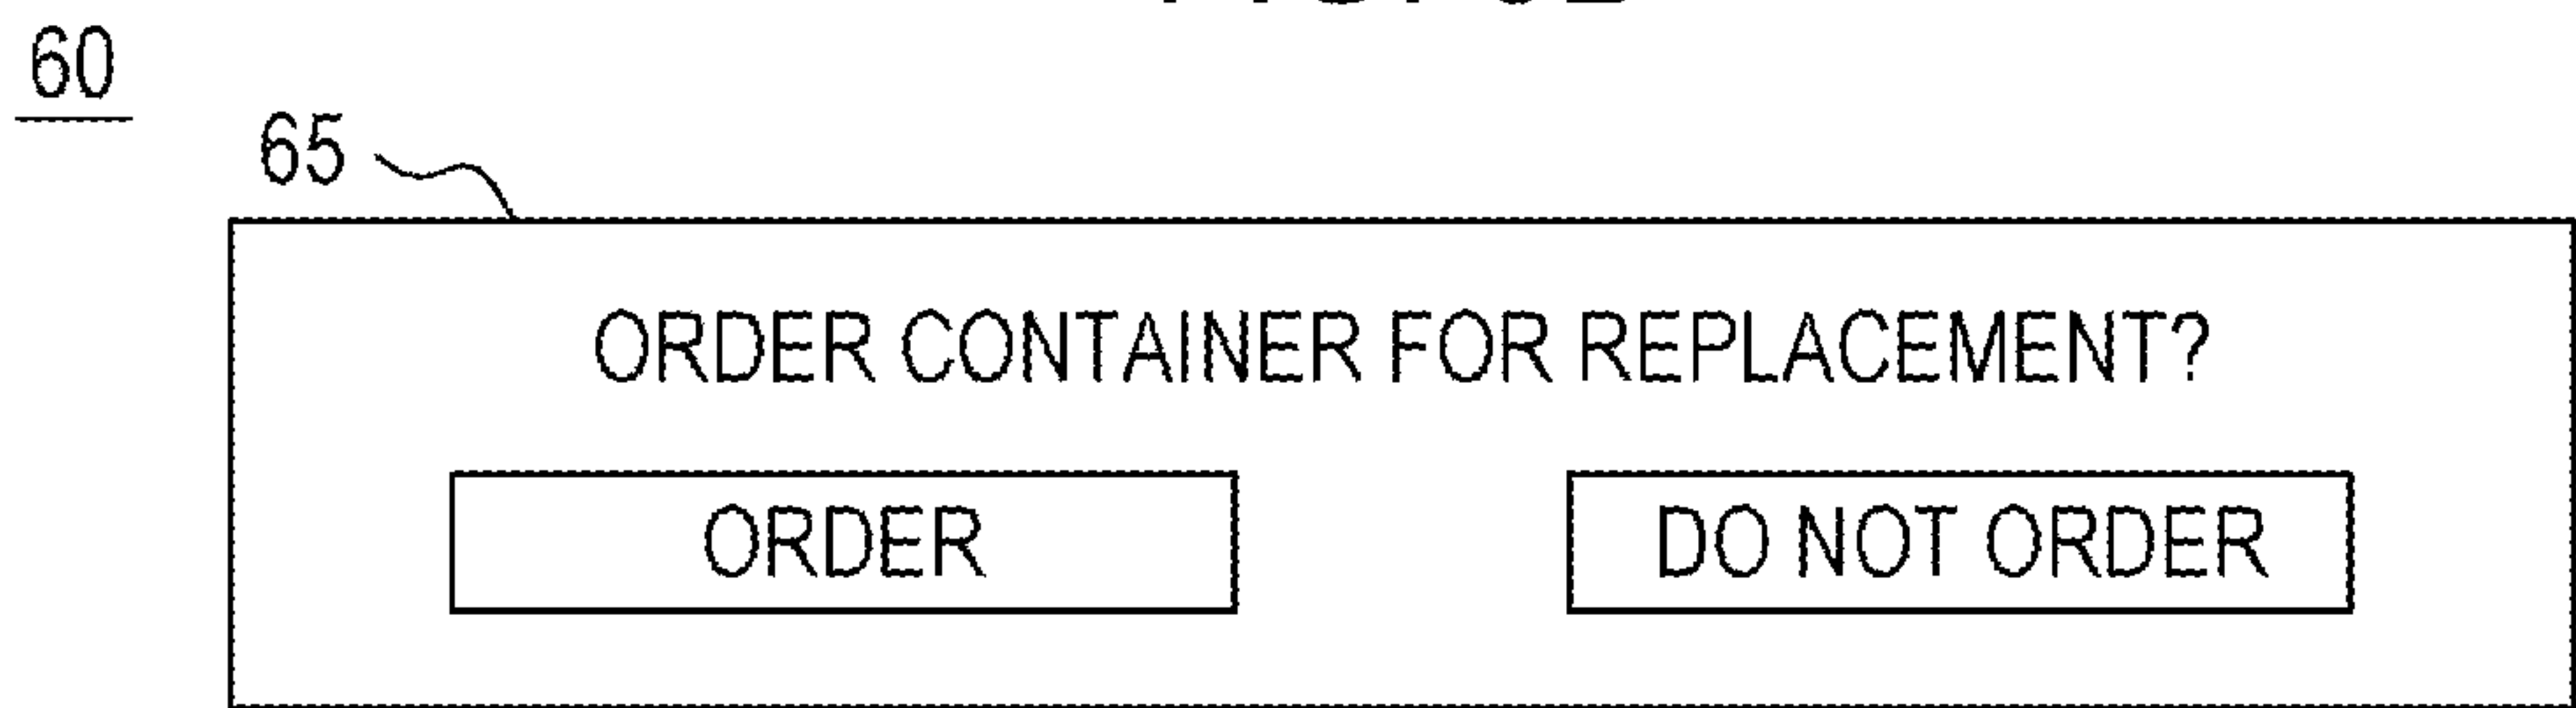 60
65
ORDER CONTAINER FOR REPLACEMENT?
ORDER
DO NOT ORDER